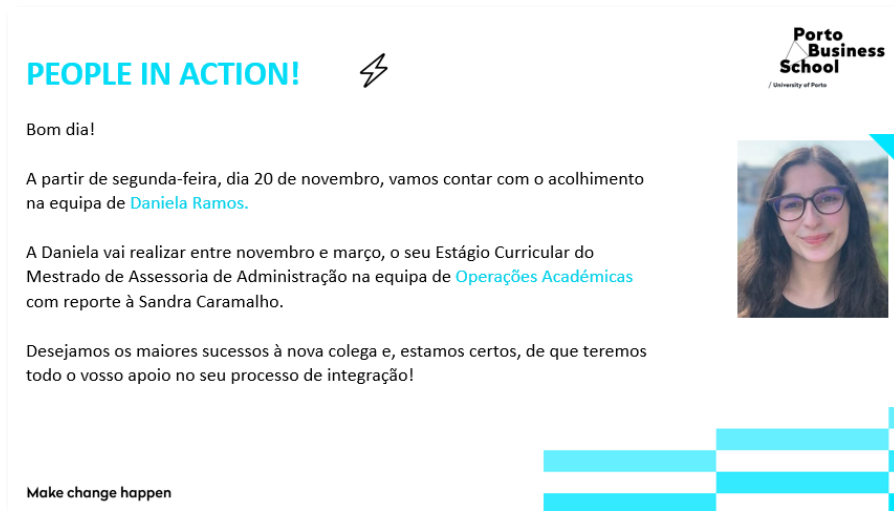 Porto
Business
School
/ University of Porto
PEOPLE IN ACTION!
Bom dia!
A partir de segunda-feira, dia 20 de novembro, vamos contar com o acolhimento
na equipa de Daniela Ramos.
A Daniela vai realizar entre novembro e março, o seu Estágio Curricular do
Mestrado de Assessoria de Administração na equipa de Operações Académicas
com reporte à Sandra Caramalho.
Desejamos os maiores sucessos à nova colega e, estamos certos, de que teremos
todo o vosso apoio no seu processo de integração!
Make change happen